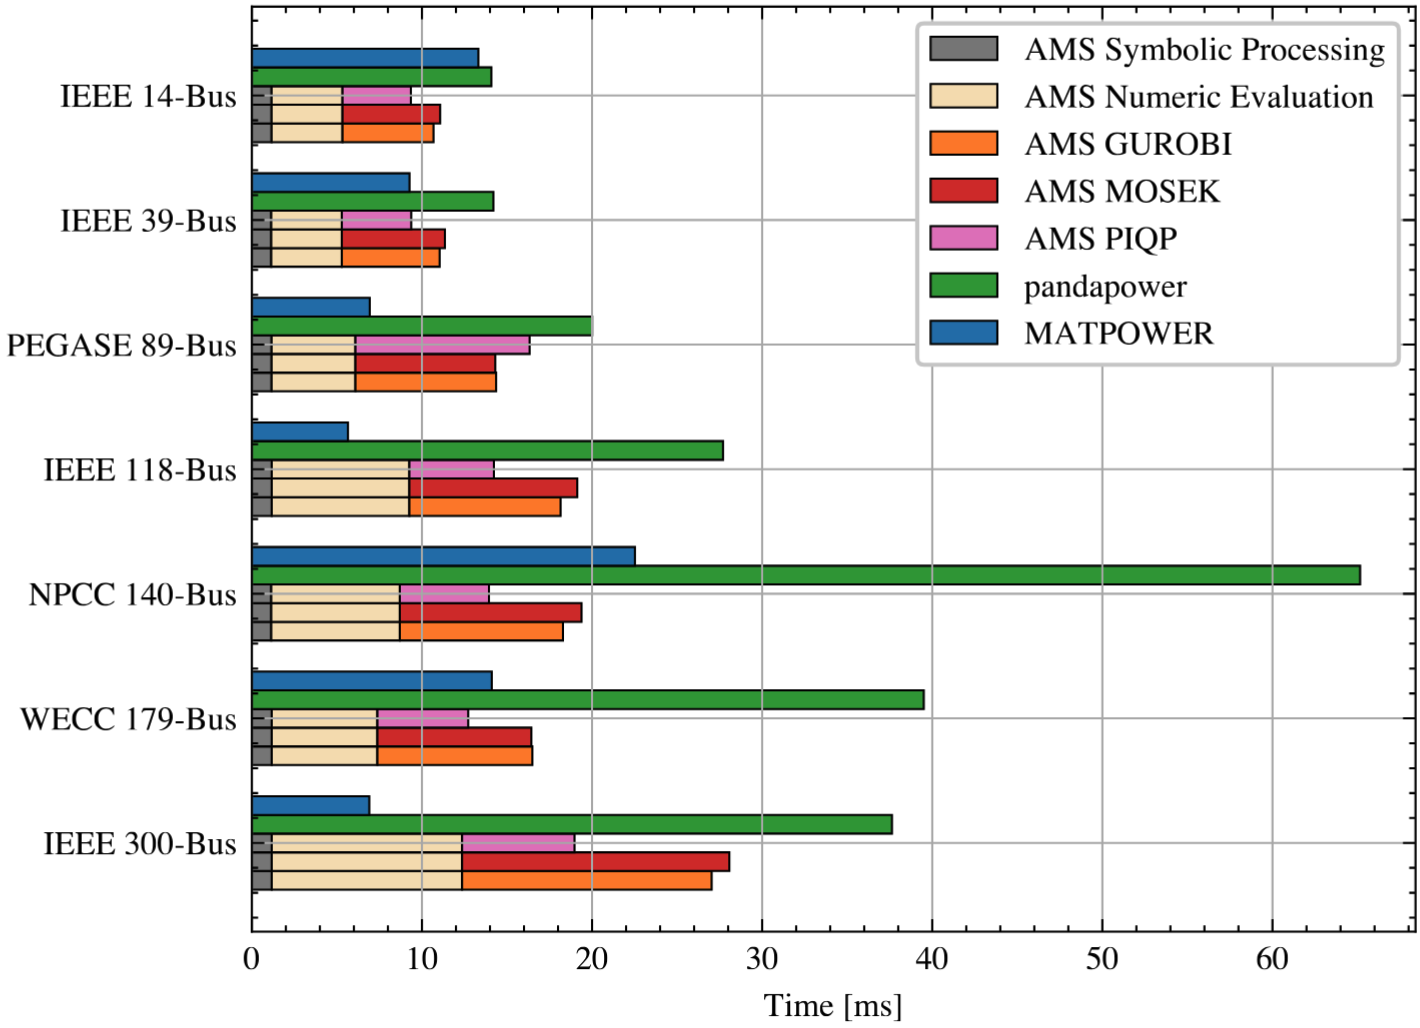 AMS Symbolic Processing
AMS Numeric Evaluation
AMS GUROBI
AMS MOSEK
AMS PIQP
pandapower
MATPOWER
IEEE 14-Bus
IEEE 39-Bus
PEGASE 89-Bus
IEEE 118-Bus
NPCC 140-Bus
WECC 179-Bus
IEEE 300-Bus
0 10 20 30 40 50 60
Time [ms]